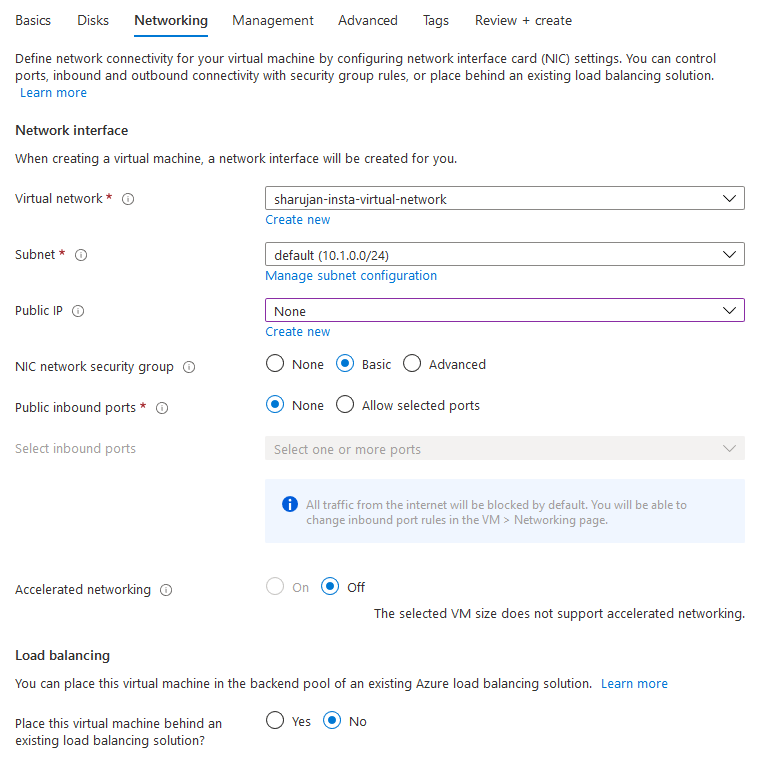 Basics Disks Networking Management Advanced Tags Review + create
Define network connectivity for your virtual machine by configuring network interface card (NIC) settings. You can control
ports, inbound and outbound connectivity with security group rules, or place behind an existing load balancing solution.
Learn more
Network interface
When creating a virtual machine, a network interface will be created for you.
Virtual network * sharujan-insta-virtual-network
Create new
Subnet * default (10.1.0.0/24)
Manage subnet configuration
Public IP None
Create new
NIC network security group None Basic Advanced
Public inbound ports * None Allow selected ports
Select inbound ports Select one or more ports
All traffic from the internet will be blocked by default. You will be able to
change inbound port rules in the VM > Networking page.
Accelerated networking On Off
The selected VM size does not support accelerated networking.
Load balancing
You can place this virtual machine in the backend pool of an existing Azure load balancing solution. Learn more
Place this virtual machine behind an
existing load balancing solution?
Yes No